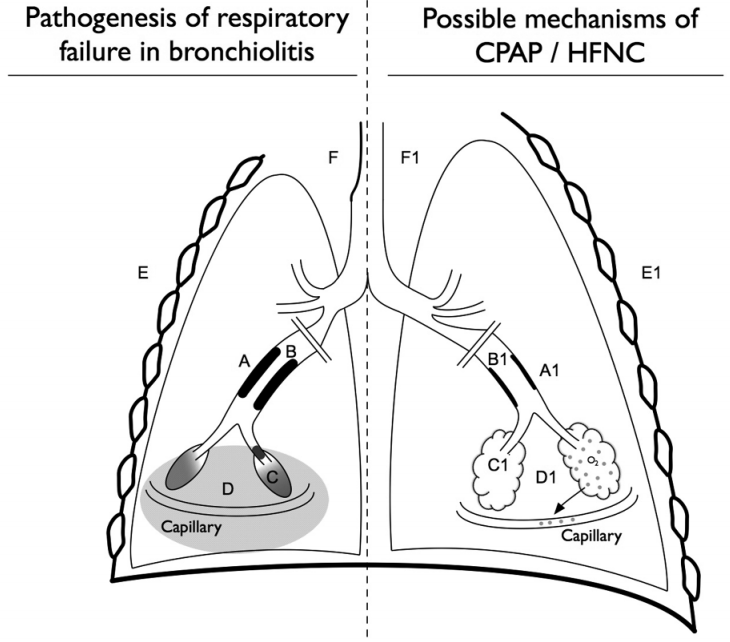 Pathogenesis of respiratory
failure in bronchiolitis
Possible mechanisms of
CPAP / HFNC
F
F1
E
E1
A
B
B1
A1
C
D
Capillary
C1
D1
O2
Capillary